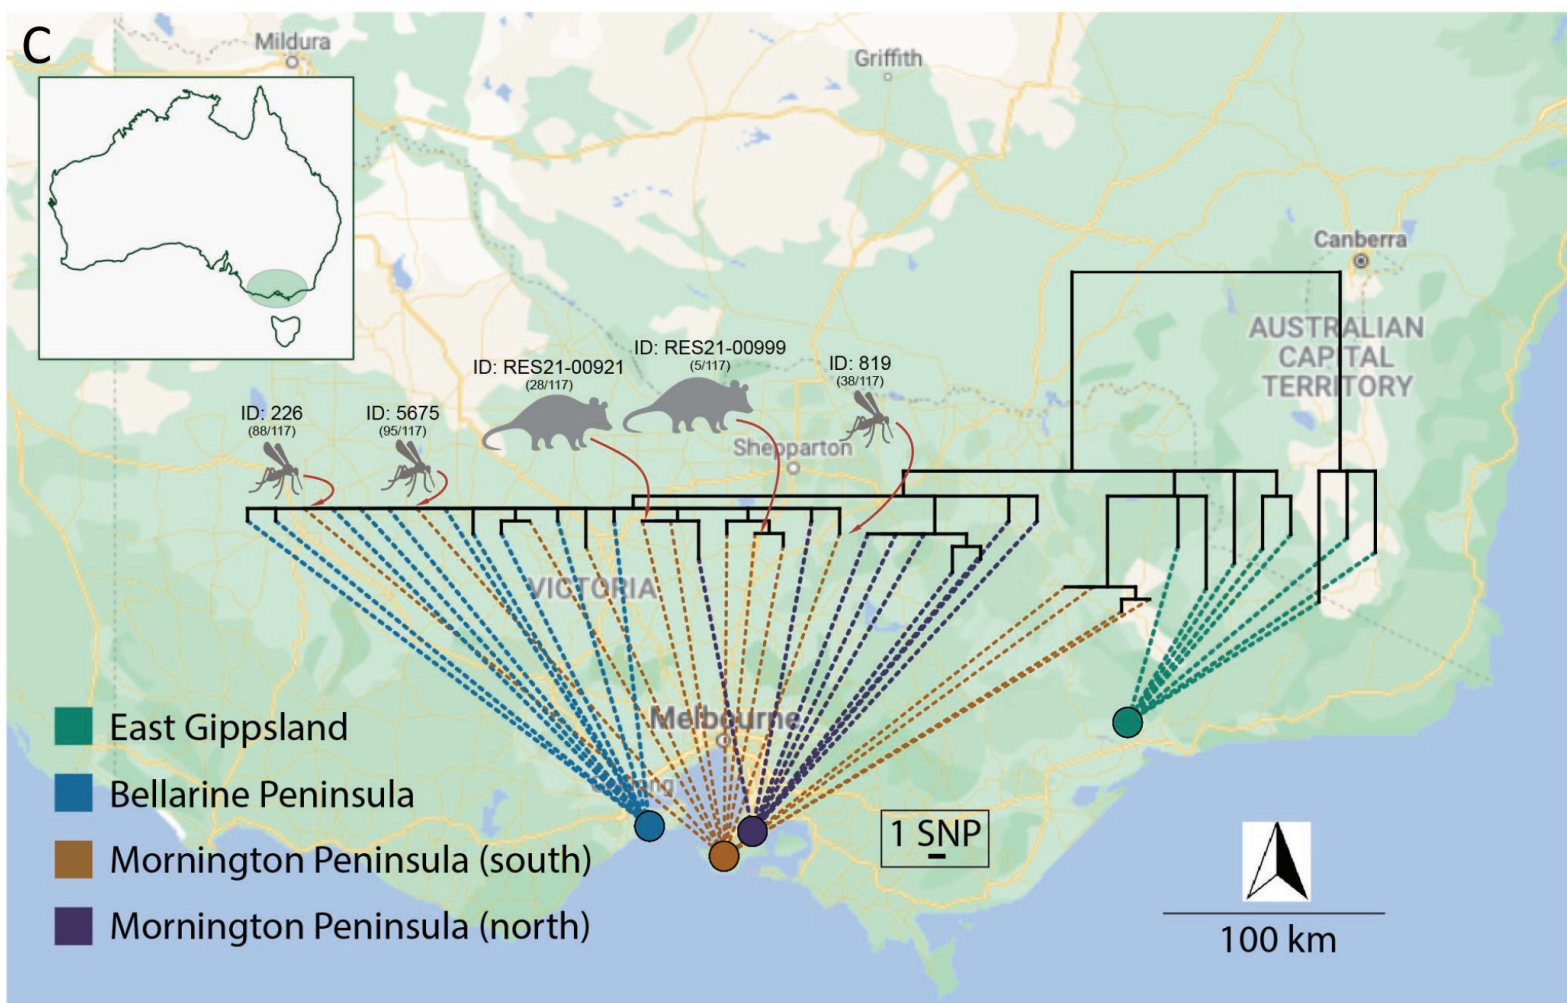 C
Mildura
Griffith
Canberra
AUSTRALIAN
CAPITAL
TERRITORY
ID: RES21-00999
(5/117)
ID: RES21-00921
(28/117)
ID: 819
(38/117)
ID: 226
(88/117)
ID: 5675
(95/117)
Shepparton
VICTORIA
Melbourne
Geelong
East Gippsland
Bellarine Peninsula
Mornington Peninsula (south)
Mornington Peninsula (north)
1 SNP
100 km